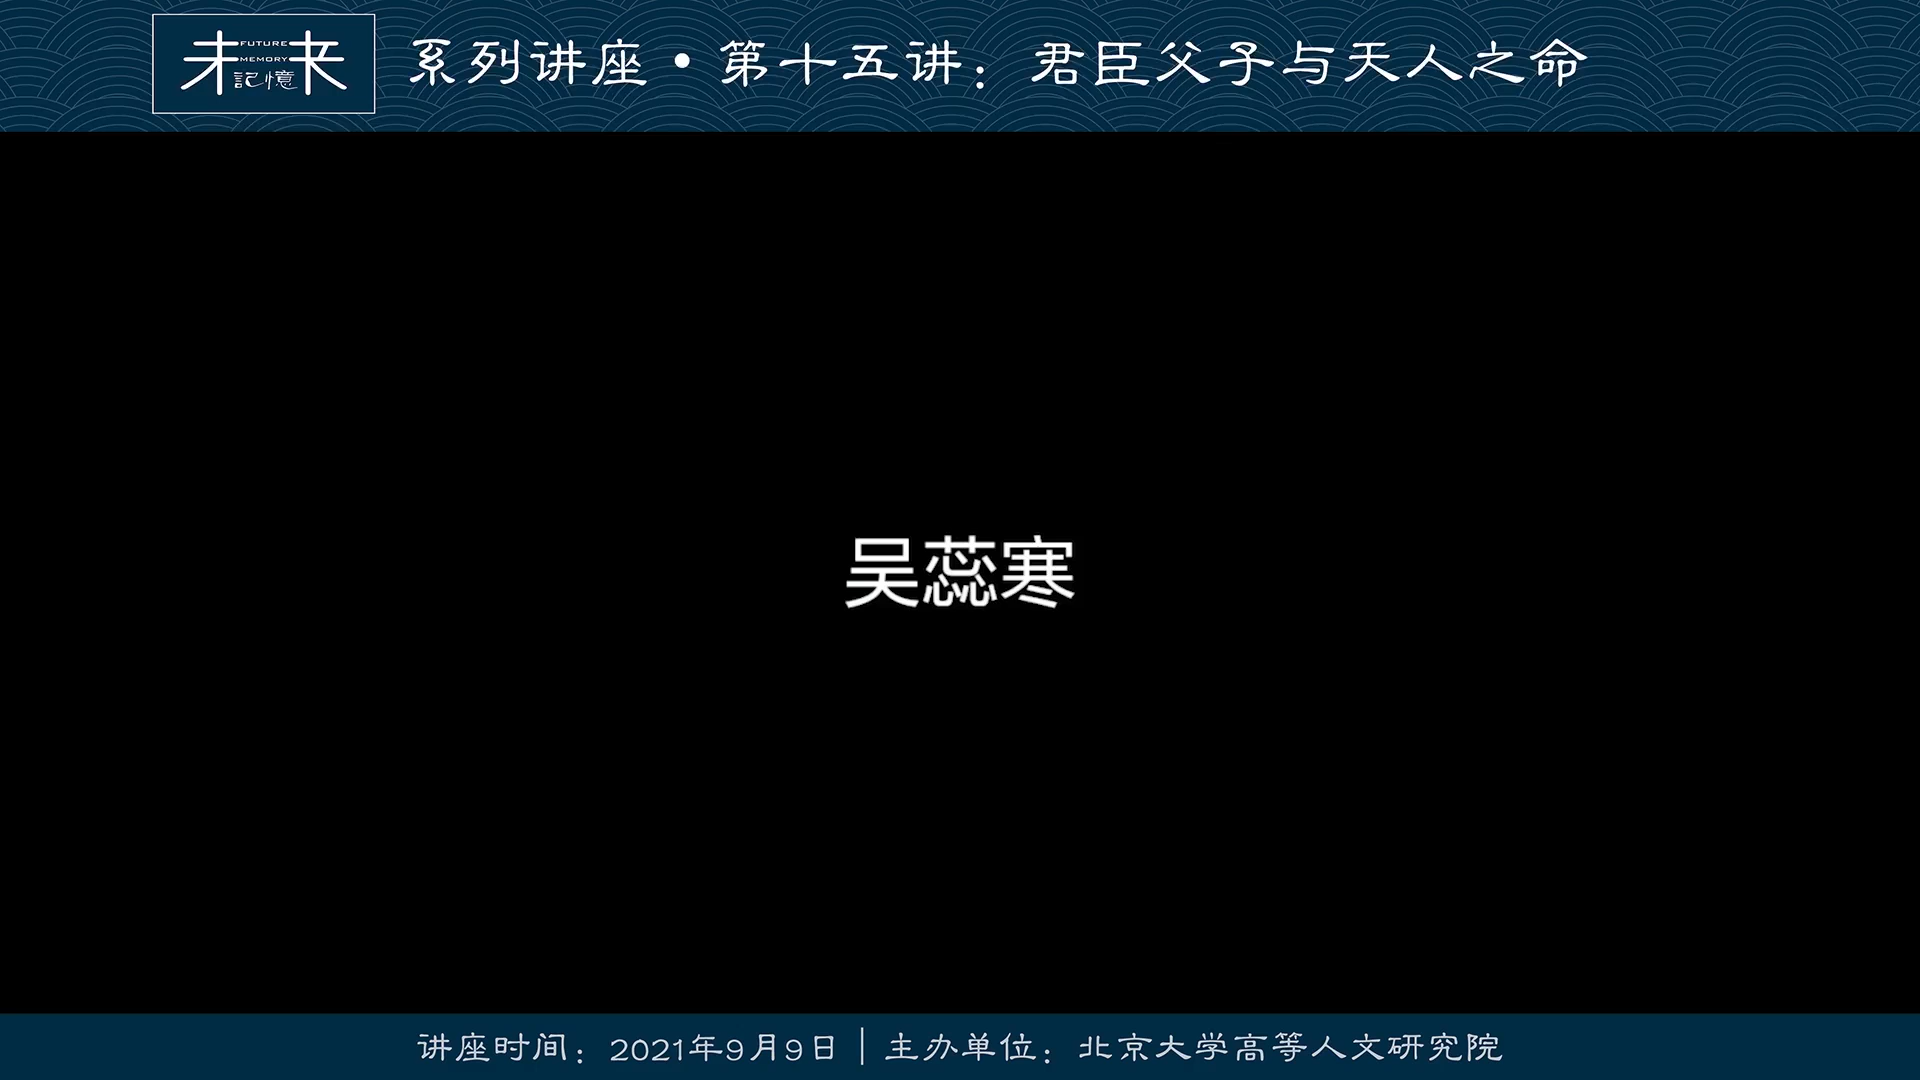 未来
FUTURE
MEMORY
記憶
系列讲座·第十五讲：君臣父子与天人之命
吴蕊寒
讲座时间：2021年9月9日｜主办单位：北京大学高等人文研究院